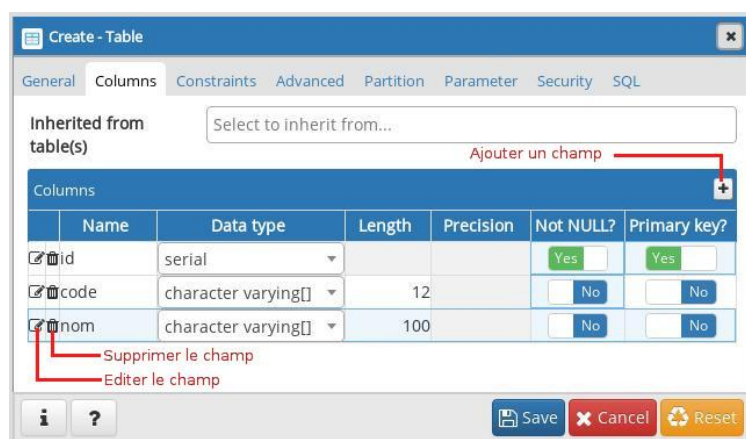 Create - Table
General Columns Constraints Advanced Partition Parameter Security SQL
Inherited from table(s) Select to inherit from...
Ajouter un champ
Columns
Name Data type Length Precision Not NULL? Primary key?
id serial Yes Yes
code character varying[] 12 No No
nom character varying[] 100 No No
Supprimer le champ
Editer le champ
i ? Save Cancel Reset